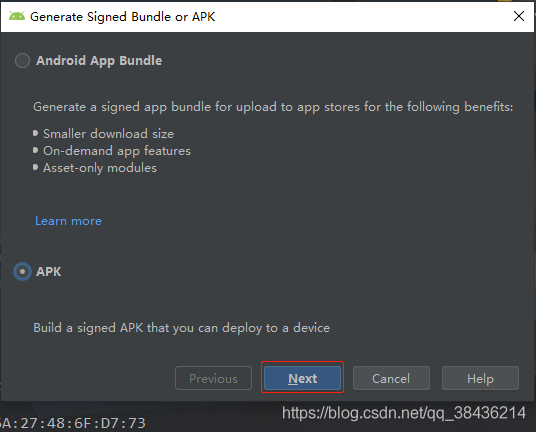 Generate Signed Bundle or APK
Android App Bundle
Generate a signed app bundle for upload to app stores for the following benefits:
Smaller download size
On-demand app features
Asset-only modules
Learn more
APK
Build a signed APK that you can deploy to a device
Previous
Next
Cancel
Help
https://blog.csdn.net/qq_38436214
5A:27:48:6F:D7:73